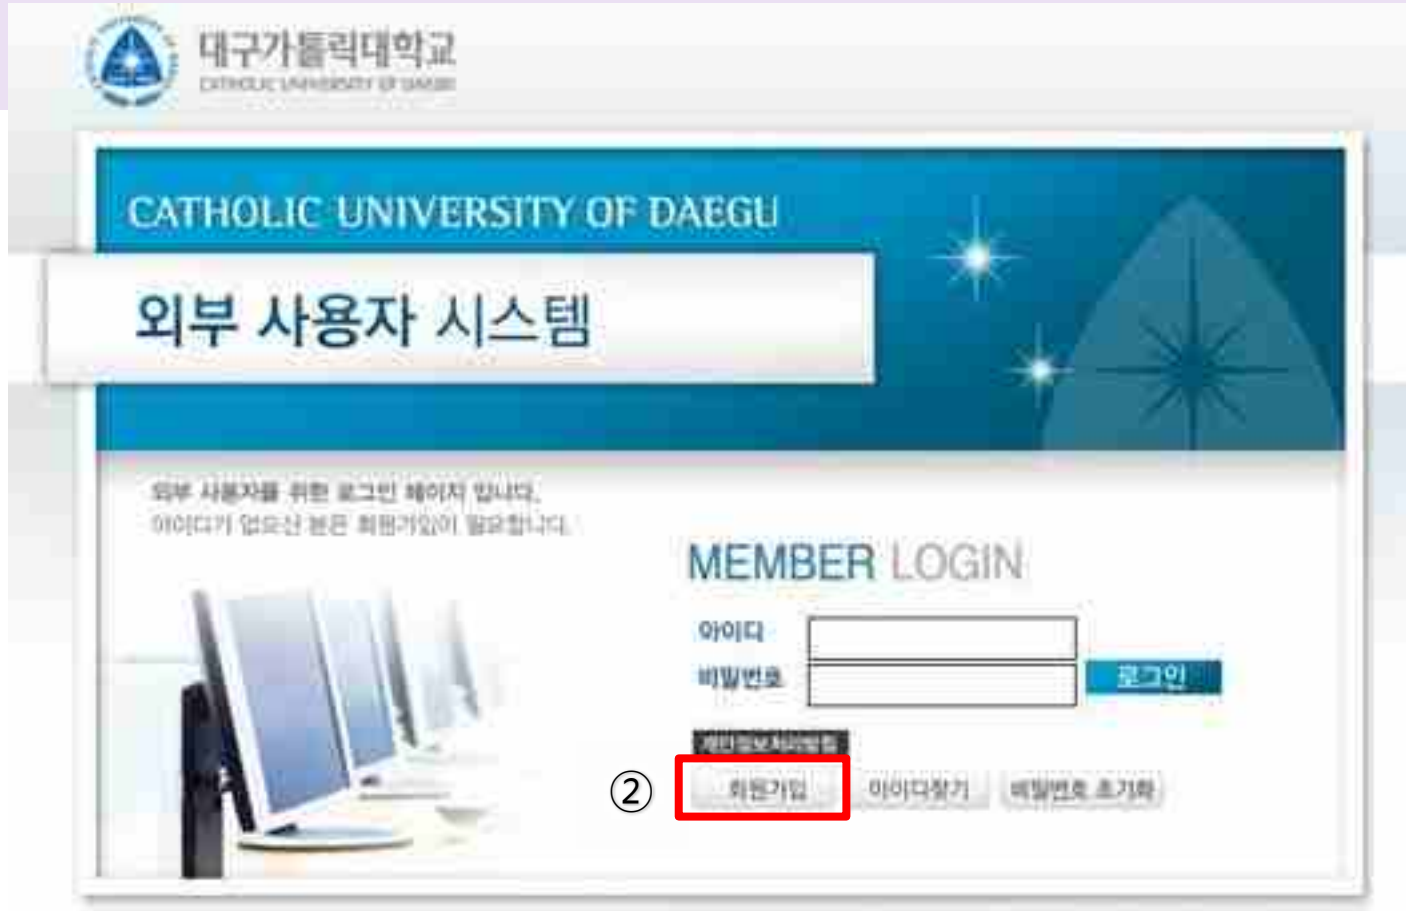 대구가톨릭대학교
CATHOLIC UNIVERSITY OF DAEGU
CATHOLIC UNIVERSITY OF DAEGU
외부 사용자 시스템
외부 사용자를 위한 로그인 페이지 입니다.
아이디가 없으신 분은 회원가입이 필요합니다.
MEMBER LOGIN
아이디
비밀번호
로그인
개인정보처리방침
② 회원가입 아이디찾기 비밀번호 초기화